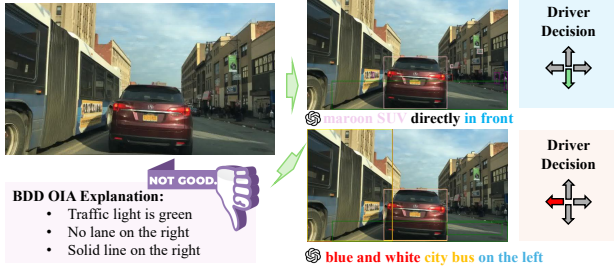 Driver
Decision
maroon SUV directly in front
NOT GOOD.
BDD OIA Explanation:
• Traffic light is green
• No lane on the right
• Solid line on the right
Driver
Decision
blue and white city bus on the left